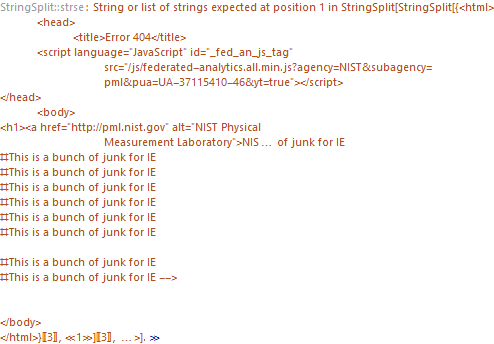 StringSplit::strse: String or list of strings expected at position 1 in StringSplit[StringSplit[{<html>
<head>
<title>Error 404</title>
<script language="JavaScript" id="_fed_an_js_tag"
src="/js/federated-analytics.all.min.js?agency=NIST&subagency=
pml&pua=UA-37115410-46&yt=true"></script>
</head>
<body>
<h1><a href="http://pml.nist.gov" alt="NIST Physical
Measurement Laboratory">NIS … of junk for IE
##This is a bunch of junk for IE
##This is a bunch of junk for IE
##This is a bunch of junk for IE
##This is a bunch of junk for IE
##This is a bunch of junk for IE
##This is a bunch of junk for IE
##This is a bunch of junk for IE
##This is a bunch of junk for IE -->
</body>
</html>}〚3〛, ≪1≫]〚3〛, …>]. ≫